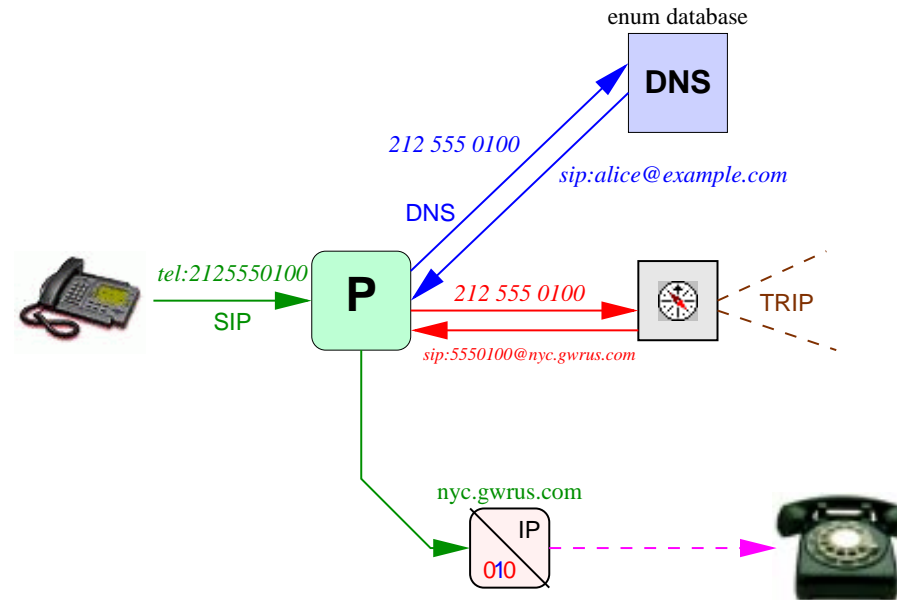 enum database
DNS
212 555 0100
sip:alice@example.com
DNS
tel:2125550100
SIP
P
212 555 0100
sip:5550100@nyc.gwrus.com
TRIP
nyc.gwrus.com
IP
010